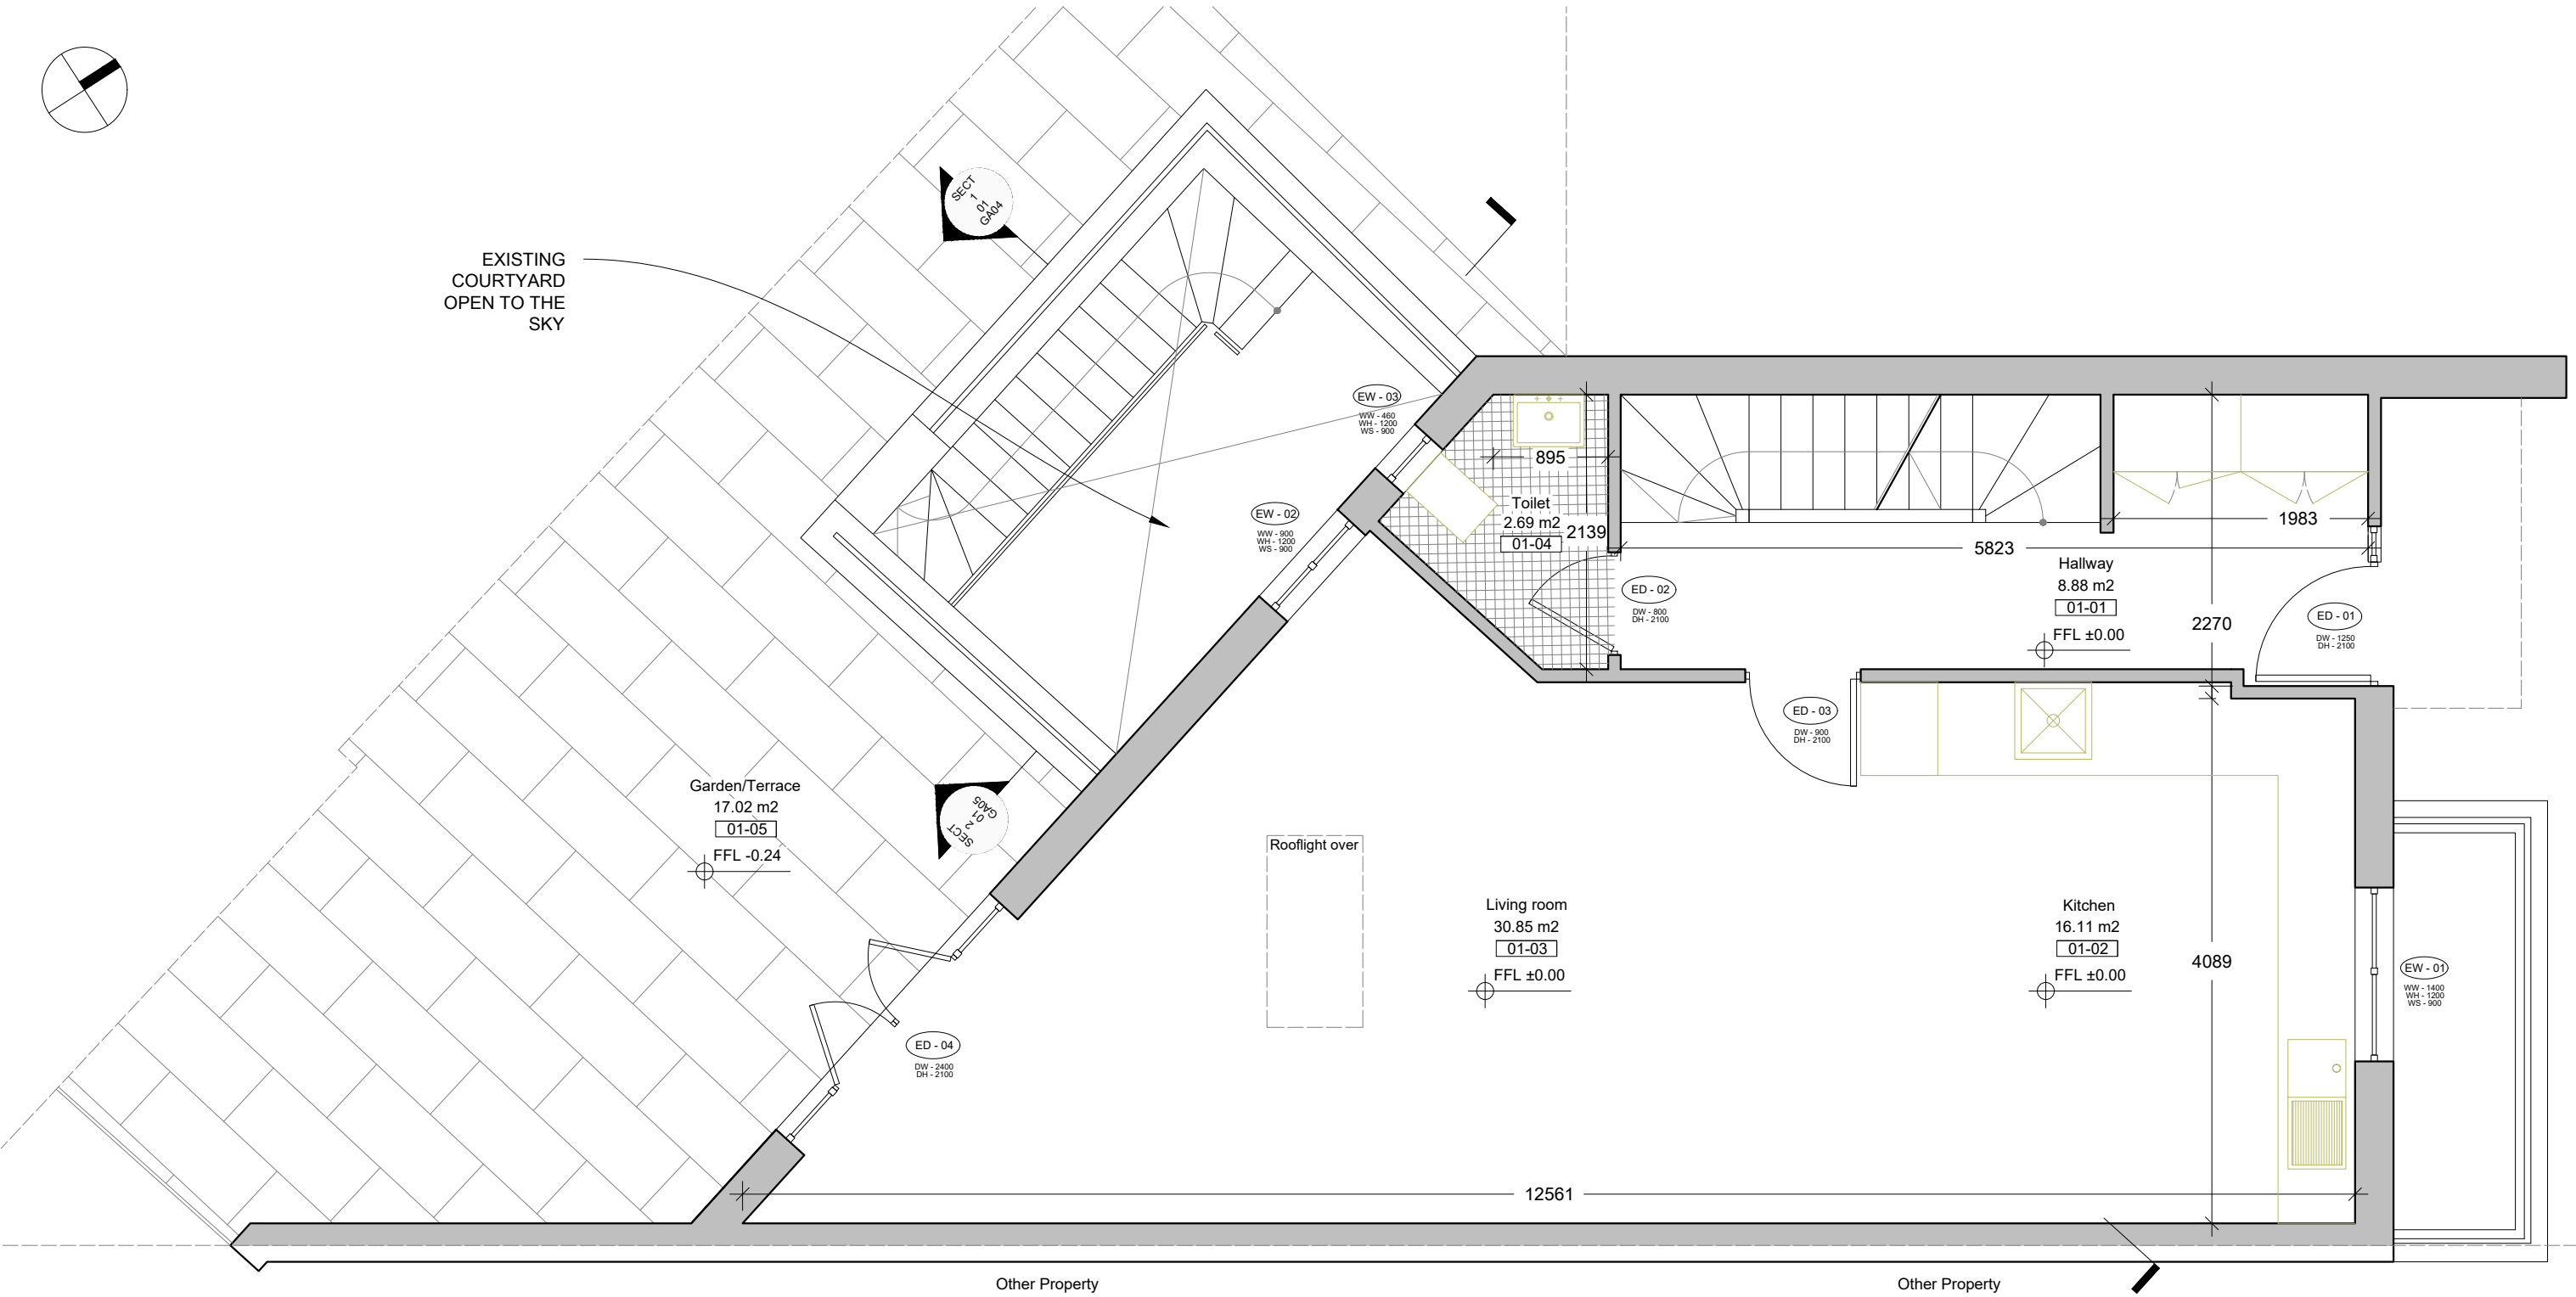 EXISTING
COURTYARD
OPEN TO THE
SKY
SECT
1
01
GA04
EW - 03
WW - 460
WH - 1200
WS - 900
EW - 02
WW - 900
WH - 1200
WS - 900
895
Toilet
2.69 m2
01-04
2139
1983
5823
Hallway
8.88 m2
01-01
FFL ±0.00
2270
ED - 02
DW - 800
DH - 2100
ED - 01
DW - 1250
DH - 2100
ED - 03
DW - 900
DH - 2100
Garden/Terrace
17.02 m2
01-05
FFL -0.24
SECT
2
01
GA05
Rooflight over
Living room
30.85 m2
01-03
FFL ±0.00
Kitchen
16.11 m2
01-02
FFL ±0.00
4089
EW - 01
WW - 1400
WH - 1200
WS - 900
ED - 04
DW - 2400
DH - 2100
12561
Other Property
Other Property